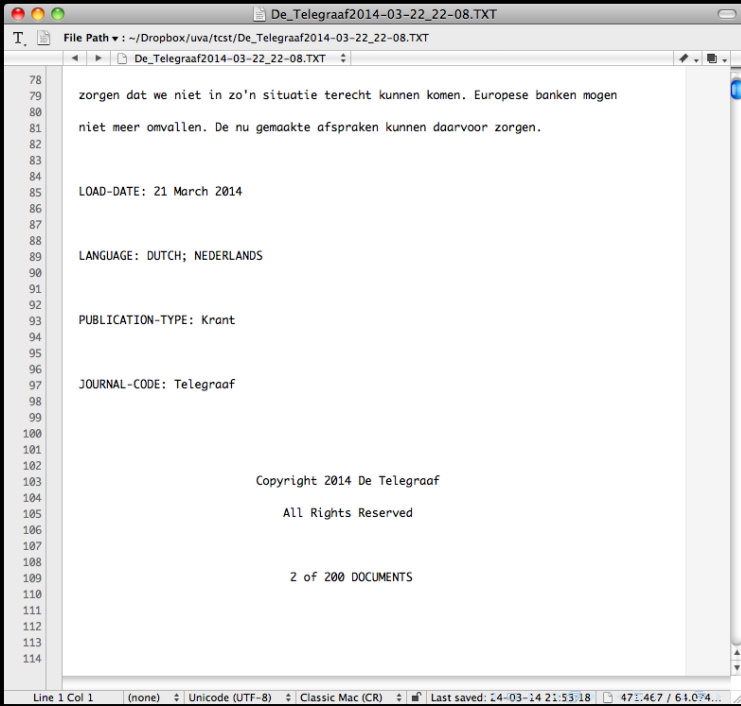 De_Telegraaf2014-03-22_22-08.TXT
File Path ▾ : ~/Dropbox/uva/tcst/De_Telegraaf2014-03-22_22-08.TXT
De_Telegraaf2014-03-22_22-08.TXT
78
79 zorgen dat we niet in zo'n situatie terecht kunnen komen. Europese banken mogen
80
81 niet meer omvallen. De nu gemaakte afspraken kunnen daarvoor zorgen.
82
83
84
85 LOAD-DATE: 21 March 2014
86
87
88
89 LANGUAGE: DUTCH; NEDERLANDS
90
91
92
93 PUBLICATION-TYPE: Krant
94
95
96
97 JOURNAL-CODE: Telegraaf
98
99
100
101
102
103 Copyright 2014 De Telegraaf
104
105 All Rights Reserved
106
107
108
109 2 of 200 DOCUMENTS
110
111
112
113
114
Line 1 Col 1 (none) Unicode (UTF-8) Classic Mac (CR) Last saved: 24-03-14 21:53:18